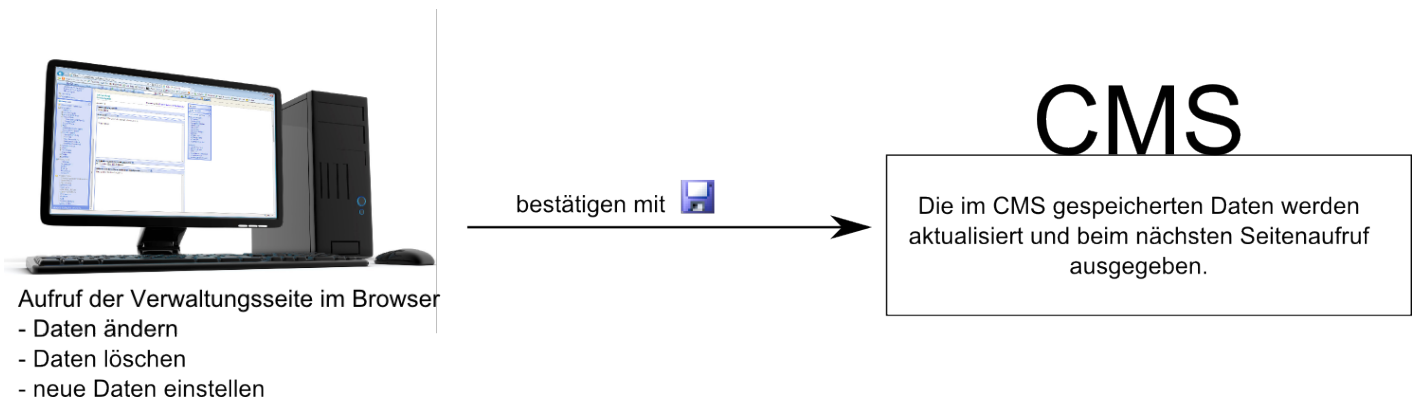 Aufruf der Verwaltungsseite im Browser
- Daten ändern
- Daten löschen
- neue Daten einstellen
bestätigen mit
CMS
Die im CMS gespeicherten Daten werden
aktualisiert und beim nächsten Seitenaufruf
ausgegeben.